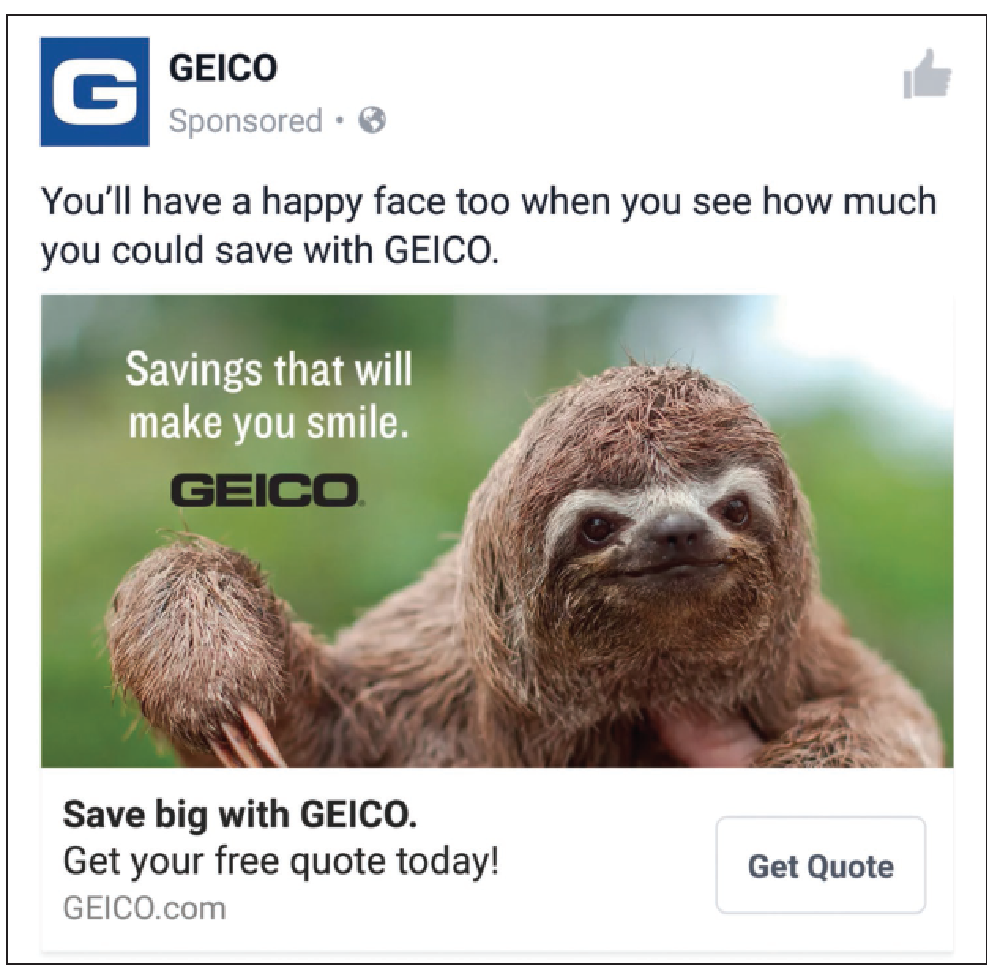 GEICO
Sponsored ·
You'll have a happy face too when you see how much
you could save with GEICO.
Savings that will
make you smile.
GEICO®
Save big with GEICO.
Get your free quote today!
GEICO.com
Get Quote